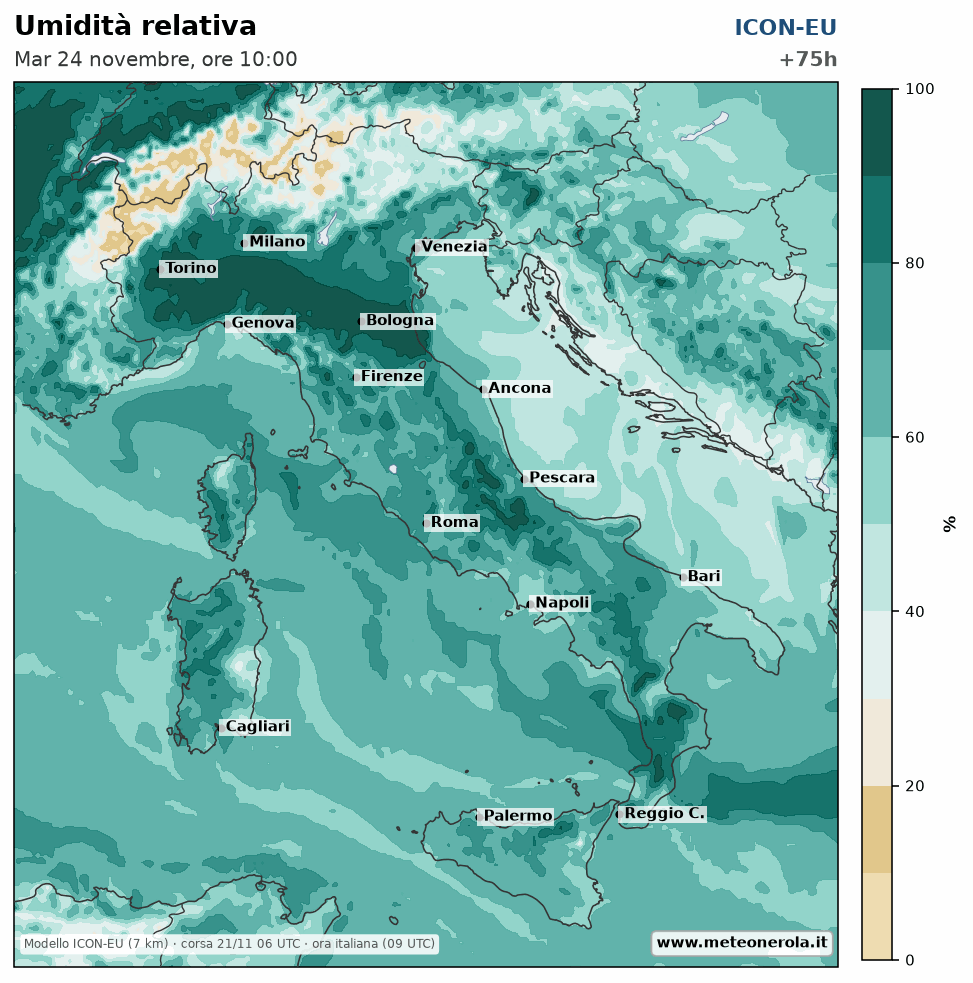 Umidità relativa
ICON-EU
Mar 24 novembre, ore 10:00
+75h
100
80
60
40
20
0
%
Milano
Venezia
Torino
Genova
Bologna
Firenze
Ancona
Pescara
Roma
Bari
Napoli
Cagliari
Palermo
Reggio C.
Modello ICON-EU (7 km) · corsa 21/11 06 UTC · ora italiana (09 UTC)
www.meteonerola.it